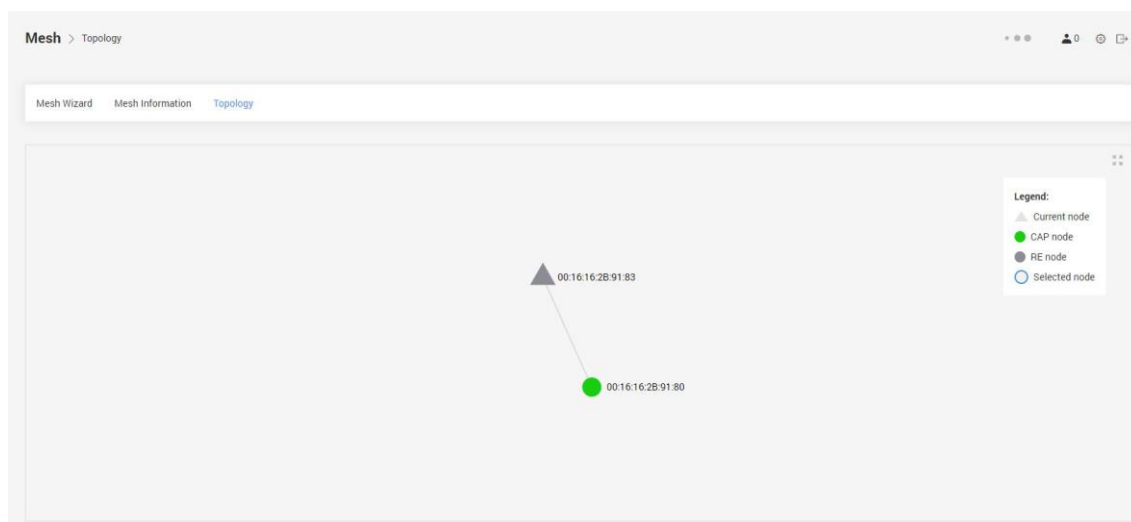 Mesh > Topology
0
Mesh Wizard Mesh Information Topology
Legend:
Current node
CAP node
RE node
Selected node
00:16:16:2B:91:83
00:16:16:2B:91:80